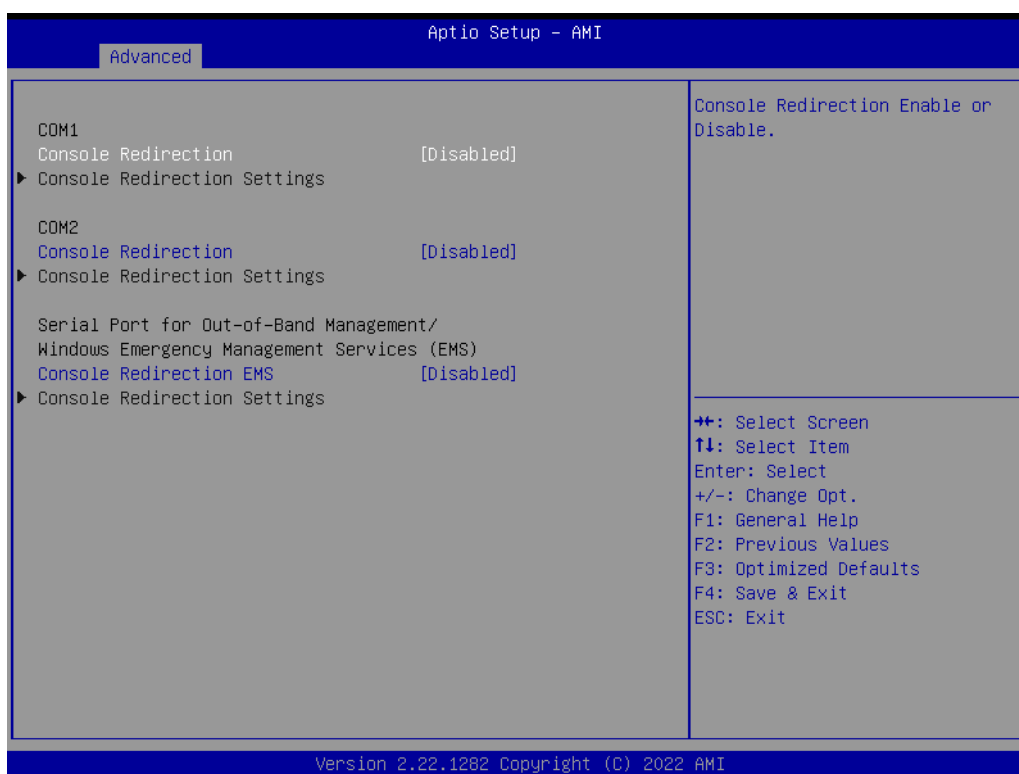 Aptio Setup – AMI
Advanced
COM1
Console Redirection [Disabled]
▶ Console Redirection Settings
COM2
Console Redirection [Disabled]
▶ Console Redirection Settings
Serial Port for Out-of-Band Management/
Windows Emergency Management Services (EMS)
Console Redirection EMS [Disabled]
▶ Console Redirection Settings
Console Redirection Enable or
Disable.
→←: Select Screen
↑↓: Select Item
Enter: Select
+/-: Change Opt.
F1: General Help
F2: Previous Values
F3: Optimized Defaults
F4: Save & Exit
ESC: Exit
Version 2.22.1282 Copyright (C) 2022 AMI